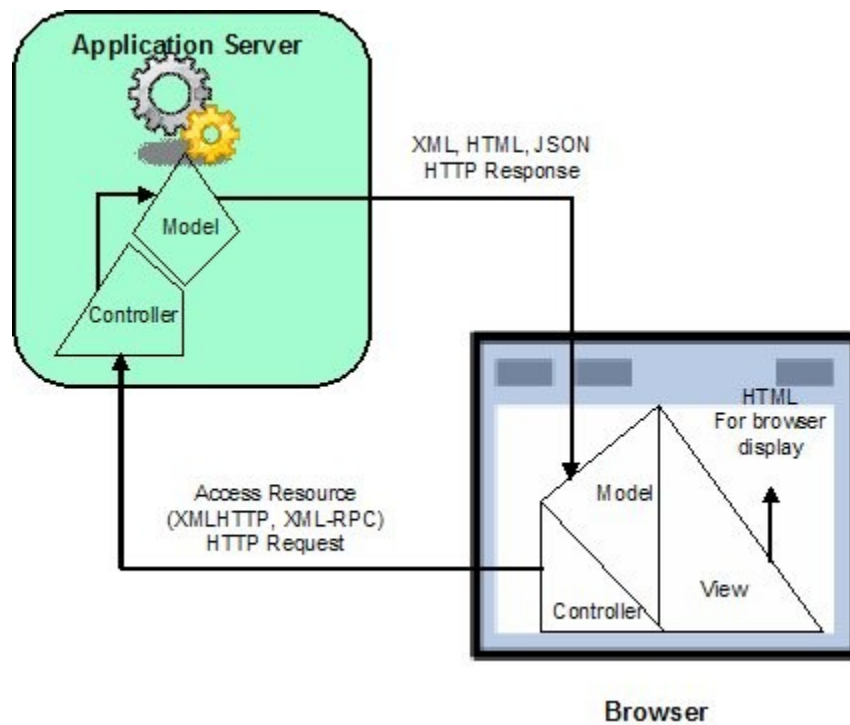 Application Server
XML, HTML, JSON
HTTP Response
Model
Controller
HTML
For browser
display
Access Resource
(XMLHTTP, XML-RPC)
HTTP Request
Model
View
Controller
Browser